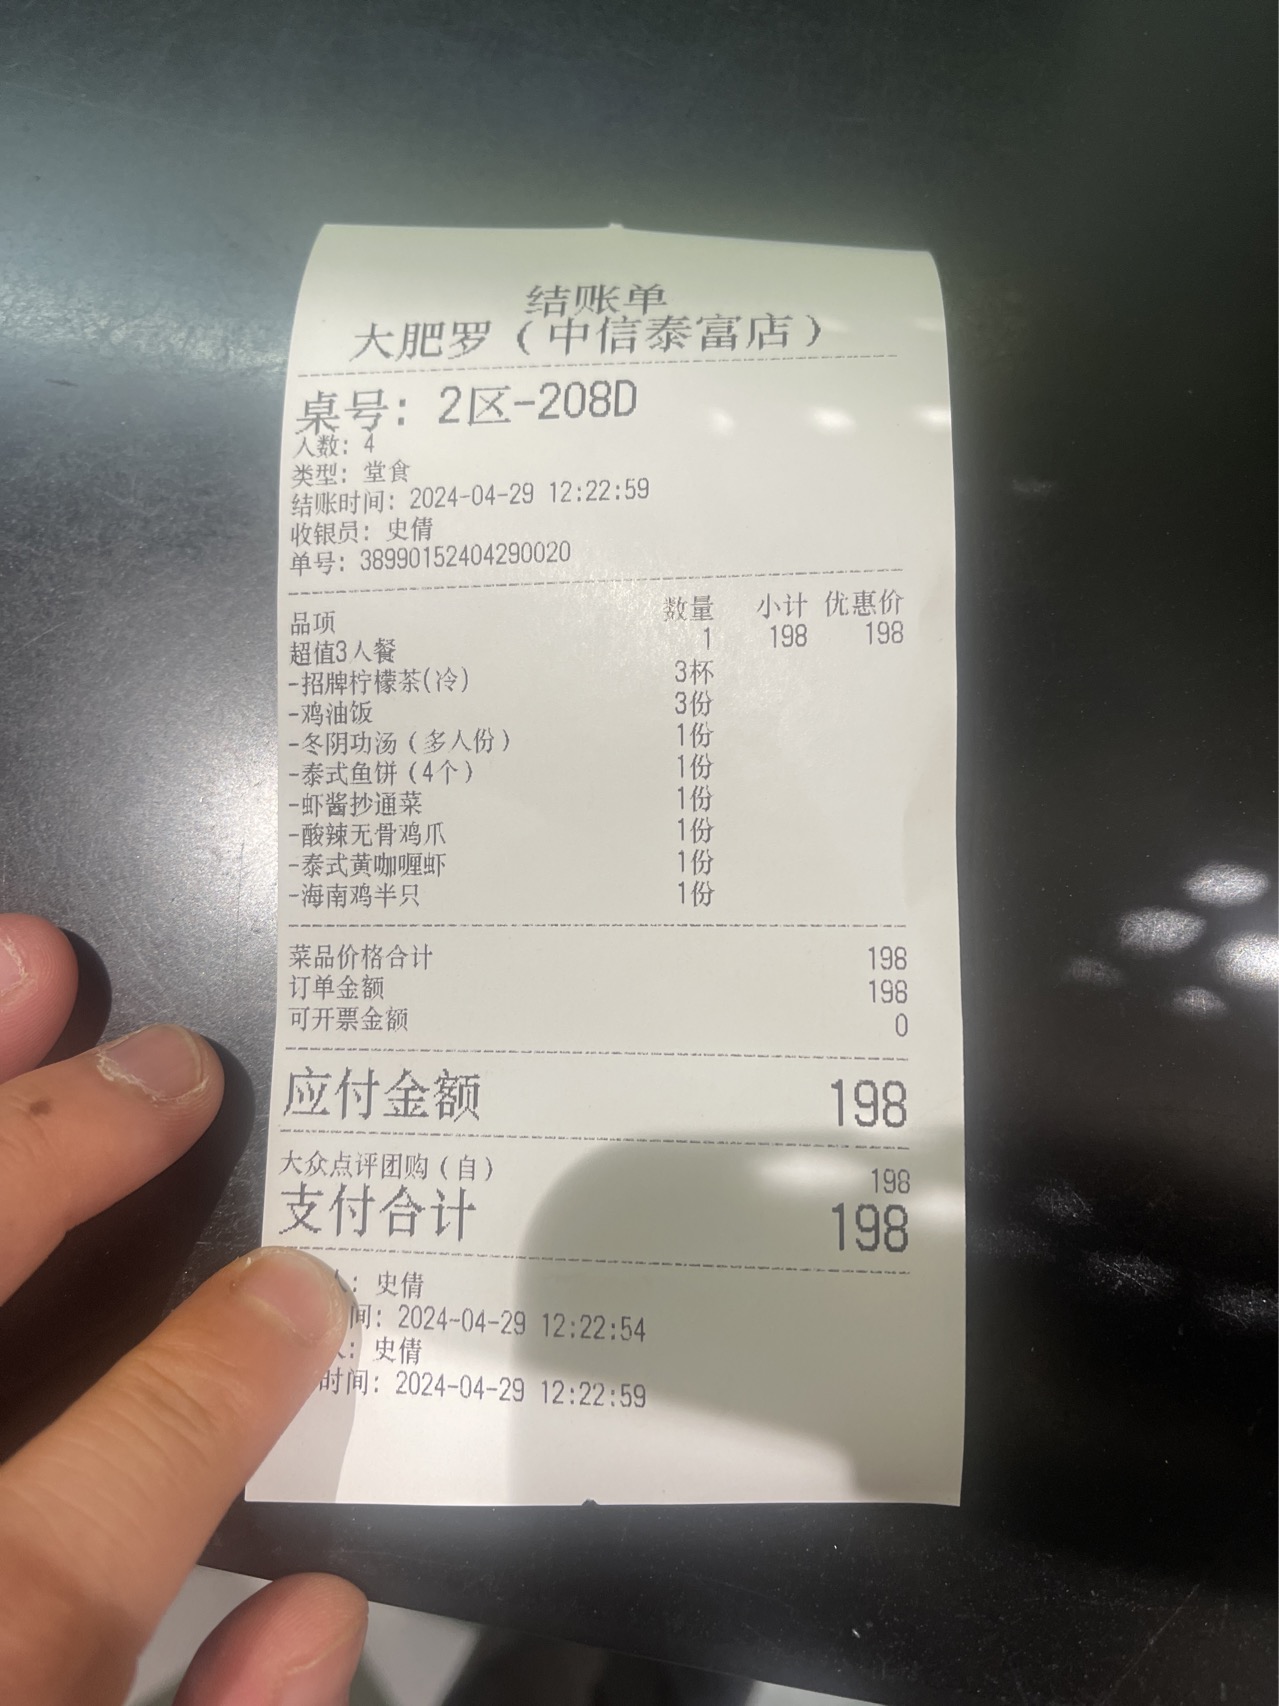 结账单
大肥罗（中信泰富店）
桌号：2区-208D
人数：4
类型：堂食
结账时间：2024-04-29 12:22:59
收银员：史倩
单号：38990152404290020
品项 数量 小计 优惠价
超值3人餐 1 198 198
-招牌柠檬茶(冷) 3杯
-鸡油饭 3份
-冬阴功汤（多人份） 1份
-泰式鱼饼（4个） 1份
-虾酱抄通菜 1份
-酸辣无骨鸡爪 1份
-泰式黄咖喱虾 1份
-海南鸡半只 1份
菜品价格合计 198
订单金额 198
可开票金额 0
应付金额 198
大众点评团购（自） 198
支付合计 198
人：史倩
间：2024-04-29 12:22:54
人：史倩
时间：2024-04-29 12:22:59